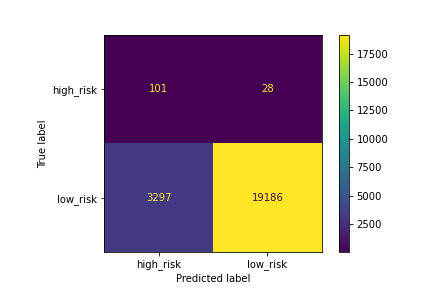 True label
high_risk
low_risk
101
28
3297
19186
high_risk
low_risk
Predicted label
17500
15000
12500
10000
7500
5000
2500